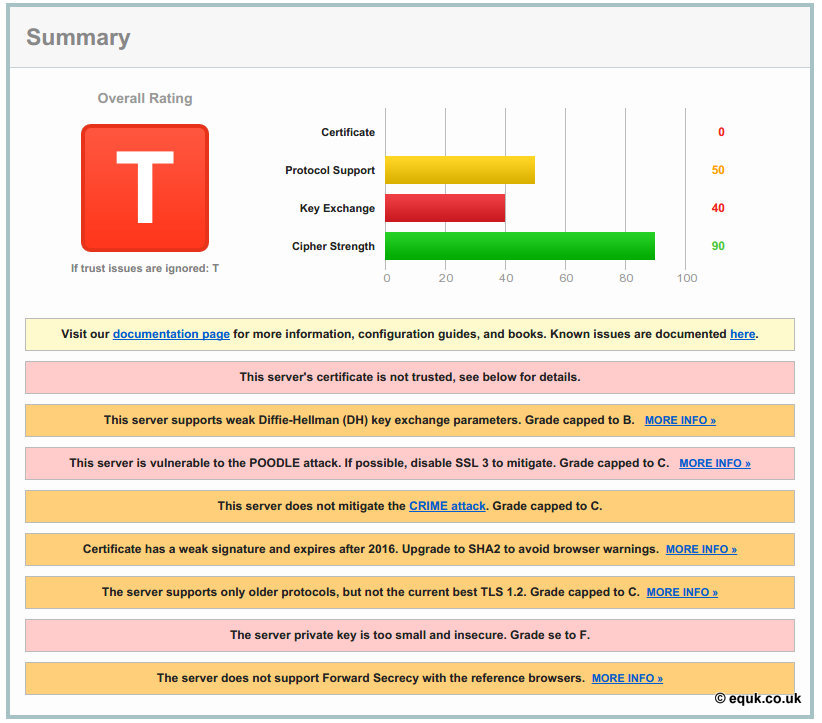 Summary
Overall Rating
T
If trust issues are ignored: T
Certificate 0
Protocol Support 50
Key Exchange 40
Cipher Strength 90
0 20 40 60 80 100
Visit our documentation page for more information, configuration guides, and books. Known issues are documented here.
This server's certificate is not trusted, see below for details.
This server supports weak Diffie-Hellman (DH) key exchange parameters. Grade capped to B. MORE INFO »
This server is vulnerable to the POODLE attack. If possible, disable SSL 3 to mitigate. Grade capped to C. MORE INFO »
This server does not mitigate the CRIME attack. Grade capped to C.
Certificate has a weak signature and expires after 2016. Upgrade to SHA2 to avoid browser warnings. MORE INFO »
The server supports only older protocols, but not the current best TLS 1.2. Grade capped to C. MORE INFO »
The server private key is too small and insecure. Grade se to F.
The server does not support Forward Secrecy with the reference browsers. MORE INFO »
© equk.co.uk